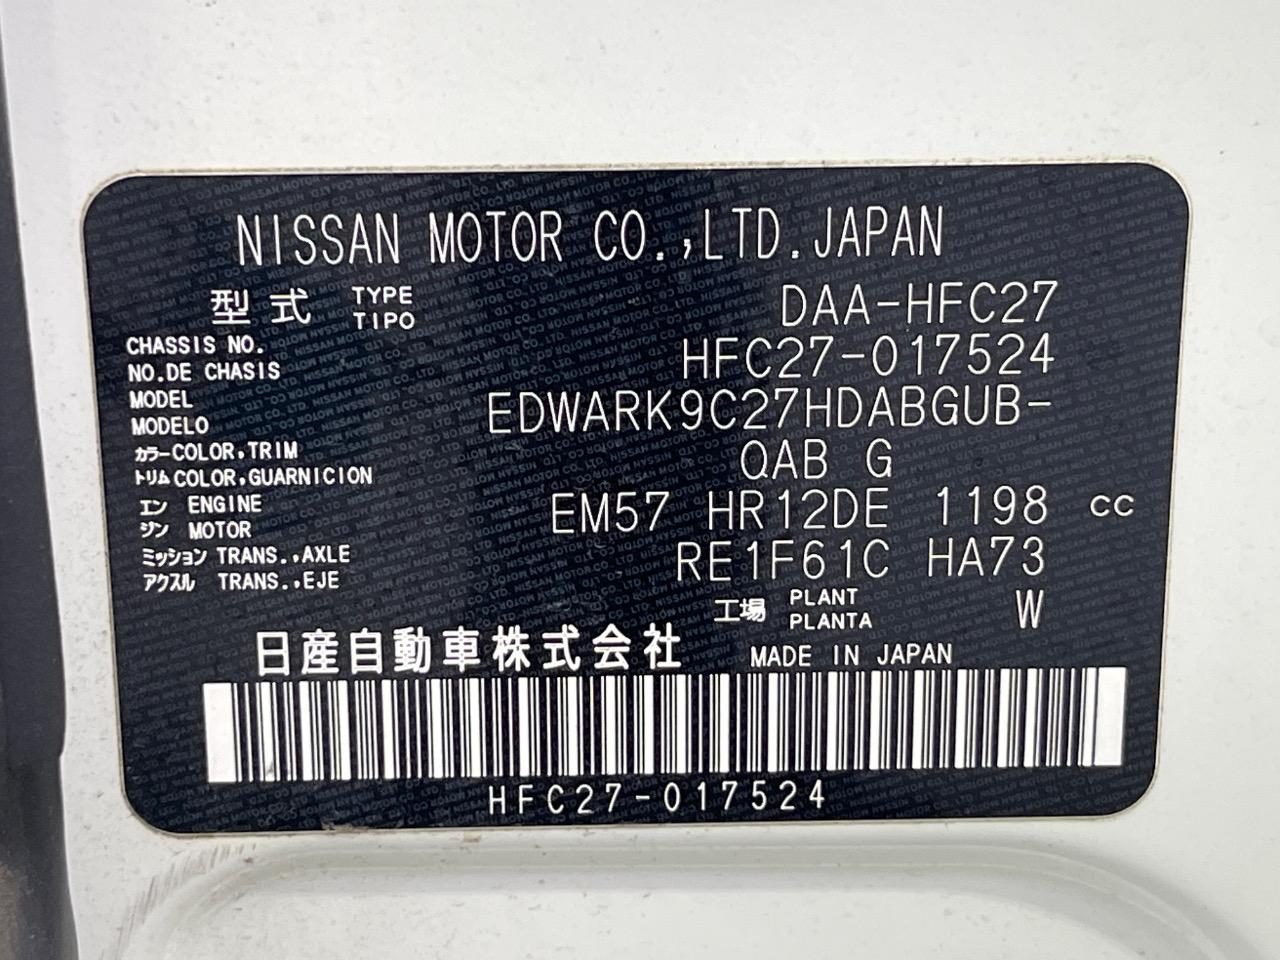 NISSAN MOTOR CO.,LTD.JAPAN
型式 TYPE TIPO DAA-HFC27
CHASSIS NO.
NO.DE CHASIS HFC27-017524
MODEL
MODELO EDWARK9C27HDABGUB-
カラー COLOR,TRIM
トリム COLOR,GUARNICION QAB G
エン ENGINE
ジン MOTOR EM57 HR12DE 1198 cc
ミッション TRANS.,AXLE
アクスル TRANS.,EJE RE1F61C HA73
工場 PLANT PLANTA W
日産自動車株式会社 MADE IN JAPAN
HFC27-017524